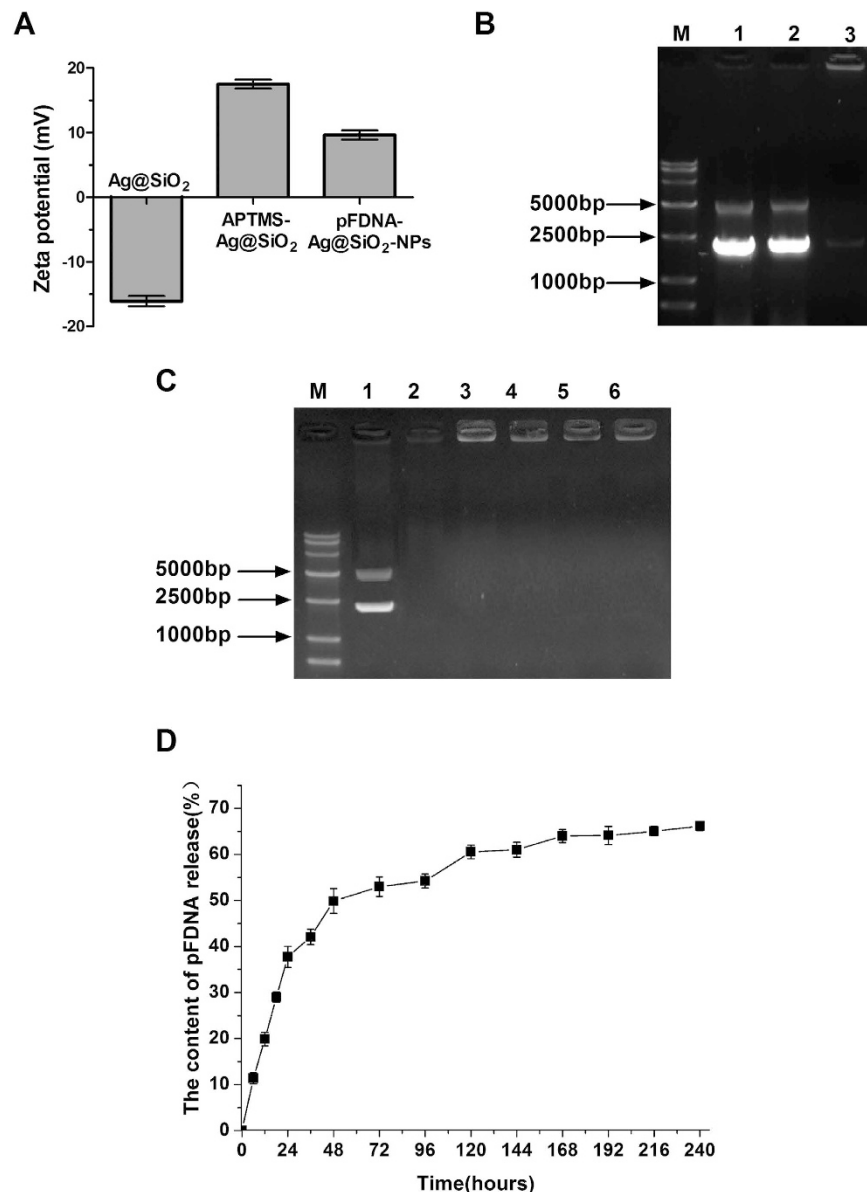 A
Zeta potential (mV)
20
10
0
-10
-20
Ag@SiO2
APTMS-
Ag@SiO2
pFDNA-
Ag@SiO2-NPs
B
M 1 2 3
5000bp
2500bp
1000bp
C
M 1 2 3 4 5 6
5000bp
2500bp
1000bp
D
The content of pFDNA release(%)
70
60
50
40
30
20
10
0
0 24 48 72 96 120 144 168 192 216 240
Time(hours)